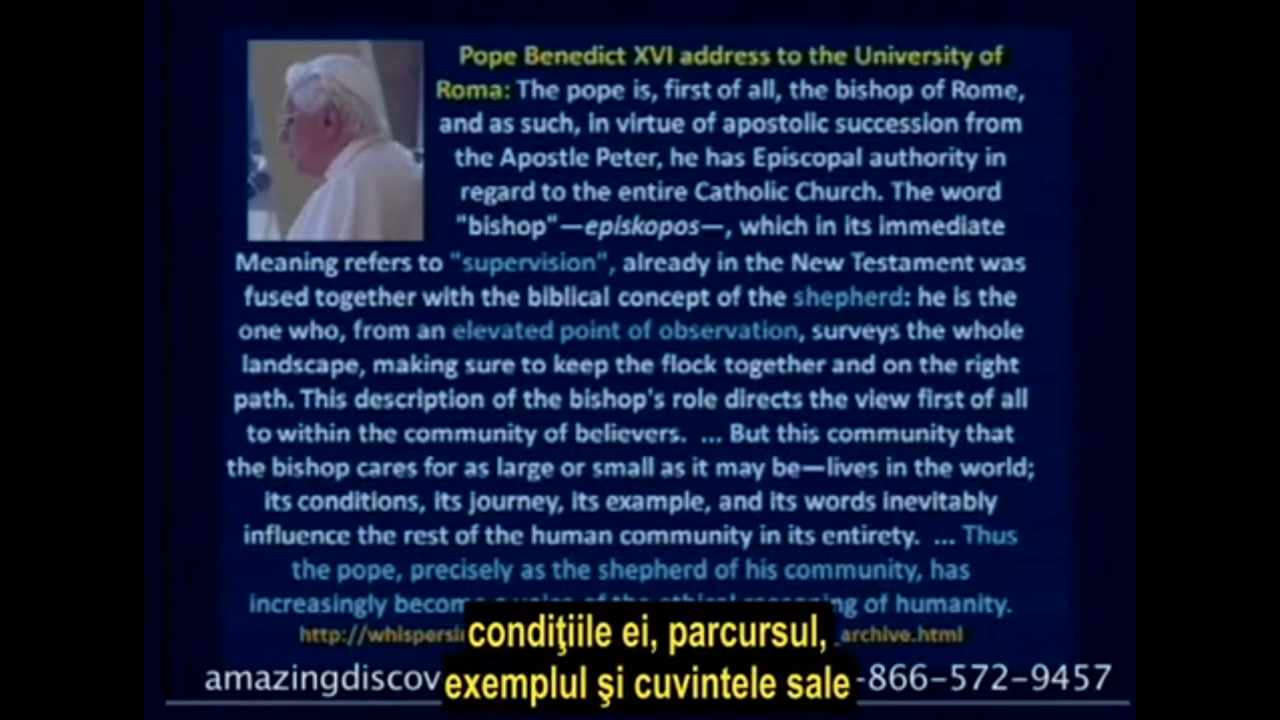 Pope Benedict XVI address to the University of
Roma: The pope is, first of all, the bishop of Rome,
and as such, in virtue of apostolic succession from
the Apostle Peter, he has Episcopal authority in
regard to the entire Catholic Church. The word
"bishop"—episkopos—, which in its immediate
Meaning refers to "supervision", already in the New Testament was
fused together with the biblical concept of the shepherd: he is the
one who, from an elevated point of observation, surveys the whole
landscape, making sure to keep the flock together and on the right
path. This description of the bishop's role directs the view first of all
to within the community of believers. ... But this community that
the bishop cares for as large or small as it may be—lives in the world;
its conditions, its journey, its example, and its words inevitably
influence the rest of the human community in its entirety. ... Thus
the pope, precisely as the shepherd of his community, has
increasingly become a voice of the ethical reasoning of humanity.
http://whispersi archive.html
condiţiile ei, parcursul,
amazingdiscov -866-572-9457
exemplul şi cuvintele sale